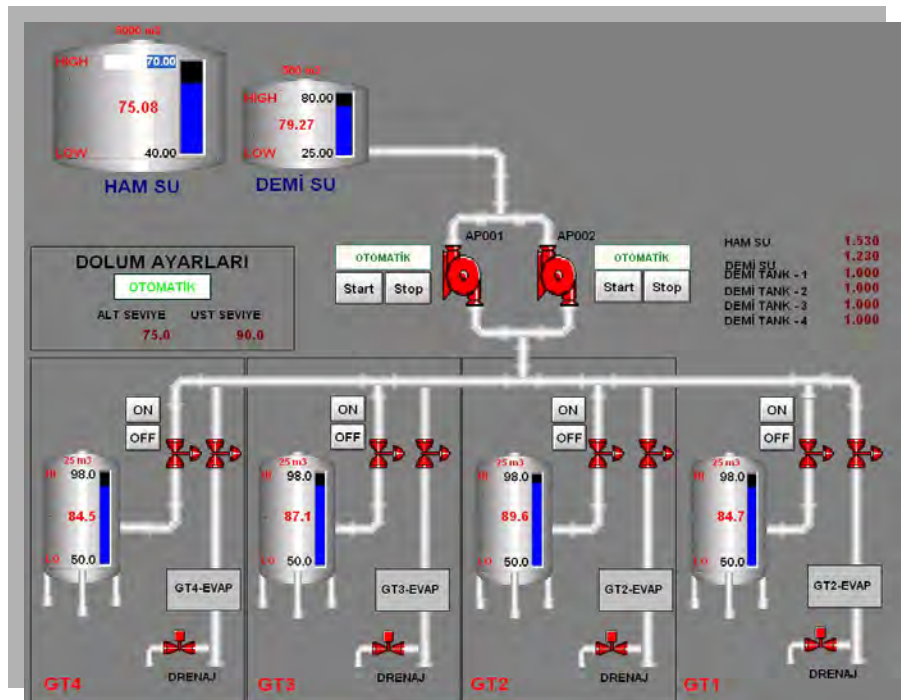 5000 m3
HIGH 70.00
75.08
LOW 40.00
HAM SU
500 m3
HIGH 80.00
79.27
LOW 25.00
DEMİ SU
AP001
OTOMATİK
Start Stop
AP002
OTOMATİK
Start Stop
HAM SU 1.530
DEMİ SU 1.230
DEMİ TANK - 1 1.000
DEMİ TANK - 2 1.000
DEMİ TANK - 3 1.000
DEMİ TANK - 4 1.000
DOLUM AYARLARI
OTOMATİK
ALT SEVIYE UST SEVIYE
75.0 90.0
ON
OFF
25 m3
98.0
84.5
50.0
GT4-EVAP
DRENAJ
GT4
ON
OFF
25 m3
98.0
87.1
50.0
GT3-EVAP
DRENAJ
GT3
ON
OFF
25 m3
98.0
89.6
50.0
GT2-EVAP
DRENAJ
GT2
ON
OFF
25 m3
98.0
84.7
50.0
GT2-EVAP
DRENAJ
GT1